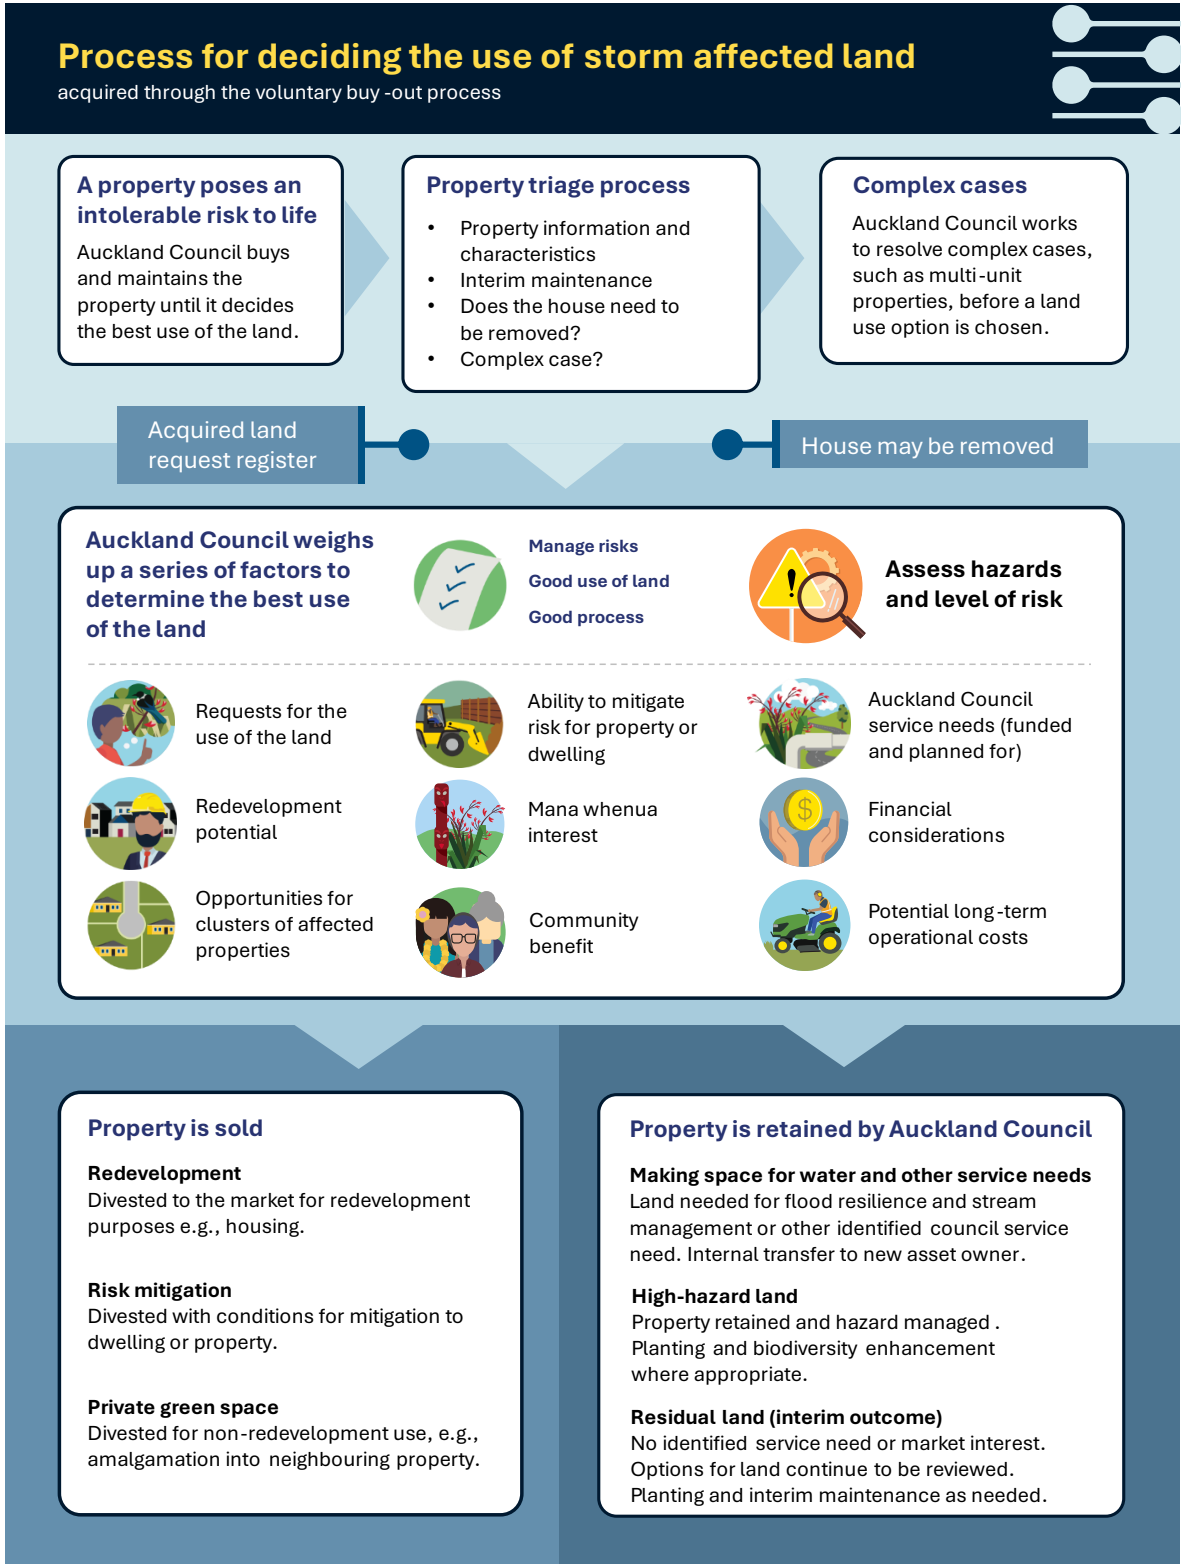 Process for deciding the use of storm affected land
acquired through the voluntary buy -out process
A property poses an
intolerable risk to life
Auckland Council buys
and maintains the
property until it decides
the best use of the land.
Property triage process
• Property information and
characteristics
• Interim maintenance
• Does the house need to
be removed?
• Complex case?
Complex cases
Auckland Council works
to resolve complex cases,
such as multi-unit
properties, before a land
use option is chosen.
Acquired land
request register
House may be removed
Auckland Council weighs
up a series of factors to
determine the best use
of the land
Manage risks
Good use of land
Good process
Assess hazards
and level of risk
Requests for the
use of the land
Ability to mitigate
risk for property or
dwelling
Auckland Council
service needs (funded
and planned for)
Redevelopment
potential
Mana whenua
interest
Financial
considerations
Opportunities for
clusters of affected
properties
Community
benefit
Potential long-term
operational costs
Property is sold
Redevelopment
Divested to the market for redevelopment
purposes e.g., housing.
Risk mitigation
Divested with conditions for mitigation to
dwelling or property.
Private green space
Divested for non-redevelopment use, e.g.,
amalgamation into neighbouring property.
Property is retained by Auckland Council
Making space for water and other service needs
Land needed for flood resilience and stream
management or other identified council service
need. Internal transfer to new asset owner.
High-hazard land
Property retained and hazard managed .
Planting and biodiversity enhancement
where appropriate.
Residual land (interim outcome)
No identified service need or market interest.
Options for land continue to be reviewed.
Planting and interim maintenance as needed.